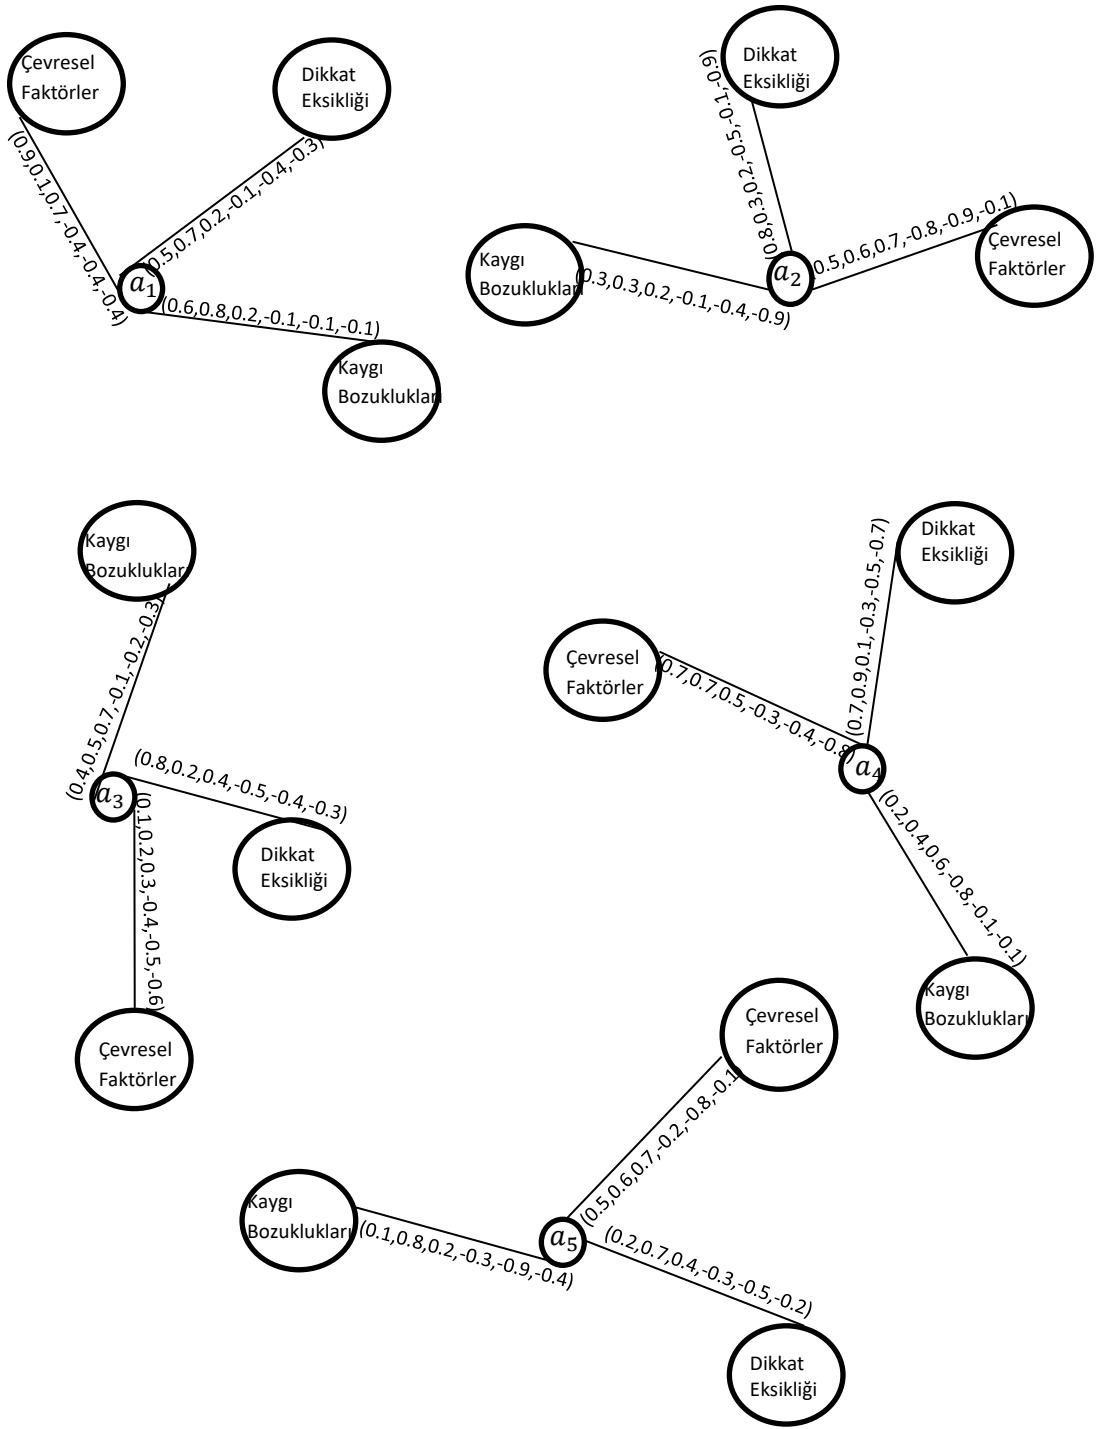 Çevresel
Faktörler
Dikkat
Eksikliği
(0.9,0.1,0.7,-0.4,-0.4,-0.4)
(0.5,0.7,0.2,-0.1,-0.4,-0.3)
a₁
(0.6,0.8,0.2,-0.1,-0.1,-0.1)
Kaygı
Bozuklukları
Dikkat
Eksikliği
(0.8,0.3,0.2,-0.5,-0.1,-0.9)
Kaygı
Bozuklukları
(0.3,0.3,0.2,-0.1,-0.4,-0.9)
a₂
(0.5,0.6,0.7,-0.8,-0.9,-0.1)
Çevresel
Faktörler
Kaygı
Bozuklukları
(0.4,0.5,0.7,-0.1,-0.2,-0.3)
a₃
(0.8,0.2,0.4,-0.5,-0.4,-0.3)
Dikkat
Eksikliği
(0.1,0.2,0.3,-0.4,-0.5,-0.6)
Çevresel
Faktörler
Dikkat
Eksikliği
(0.7,0.9,0.1,-0.3,-0.5,-0.7)
Çevresel
Faktörler
(0.7,0.7,0.5,-0.3,-0.4,-0.8)
a₄
(0.2,0.4,0.6,-0.8,-0.1,-0.1)
Kaygı
Bozuklukları
Çevresel
Faktörler
(0.5,0.6,0.7,-0.2,-0.8,-0.1)
Kaygı
Bozuklukları
(0.1,0.8,0.2,-0.3,-0.9,-0.4)
a₅
(0.2,0.7,0.4,-0.3,-0.5,-0.2)
Dikkat
Eksikliği